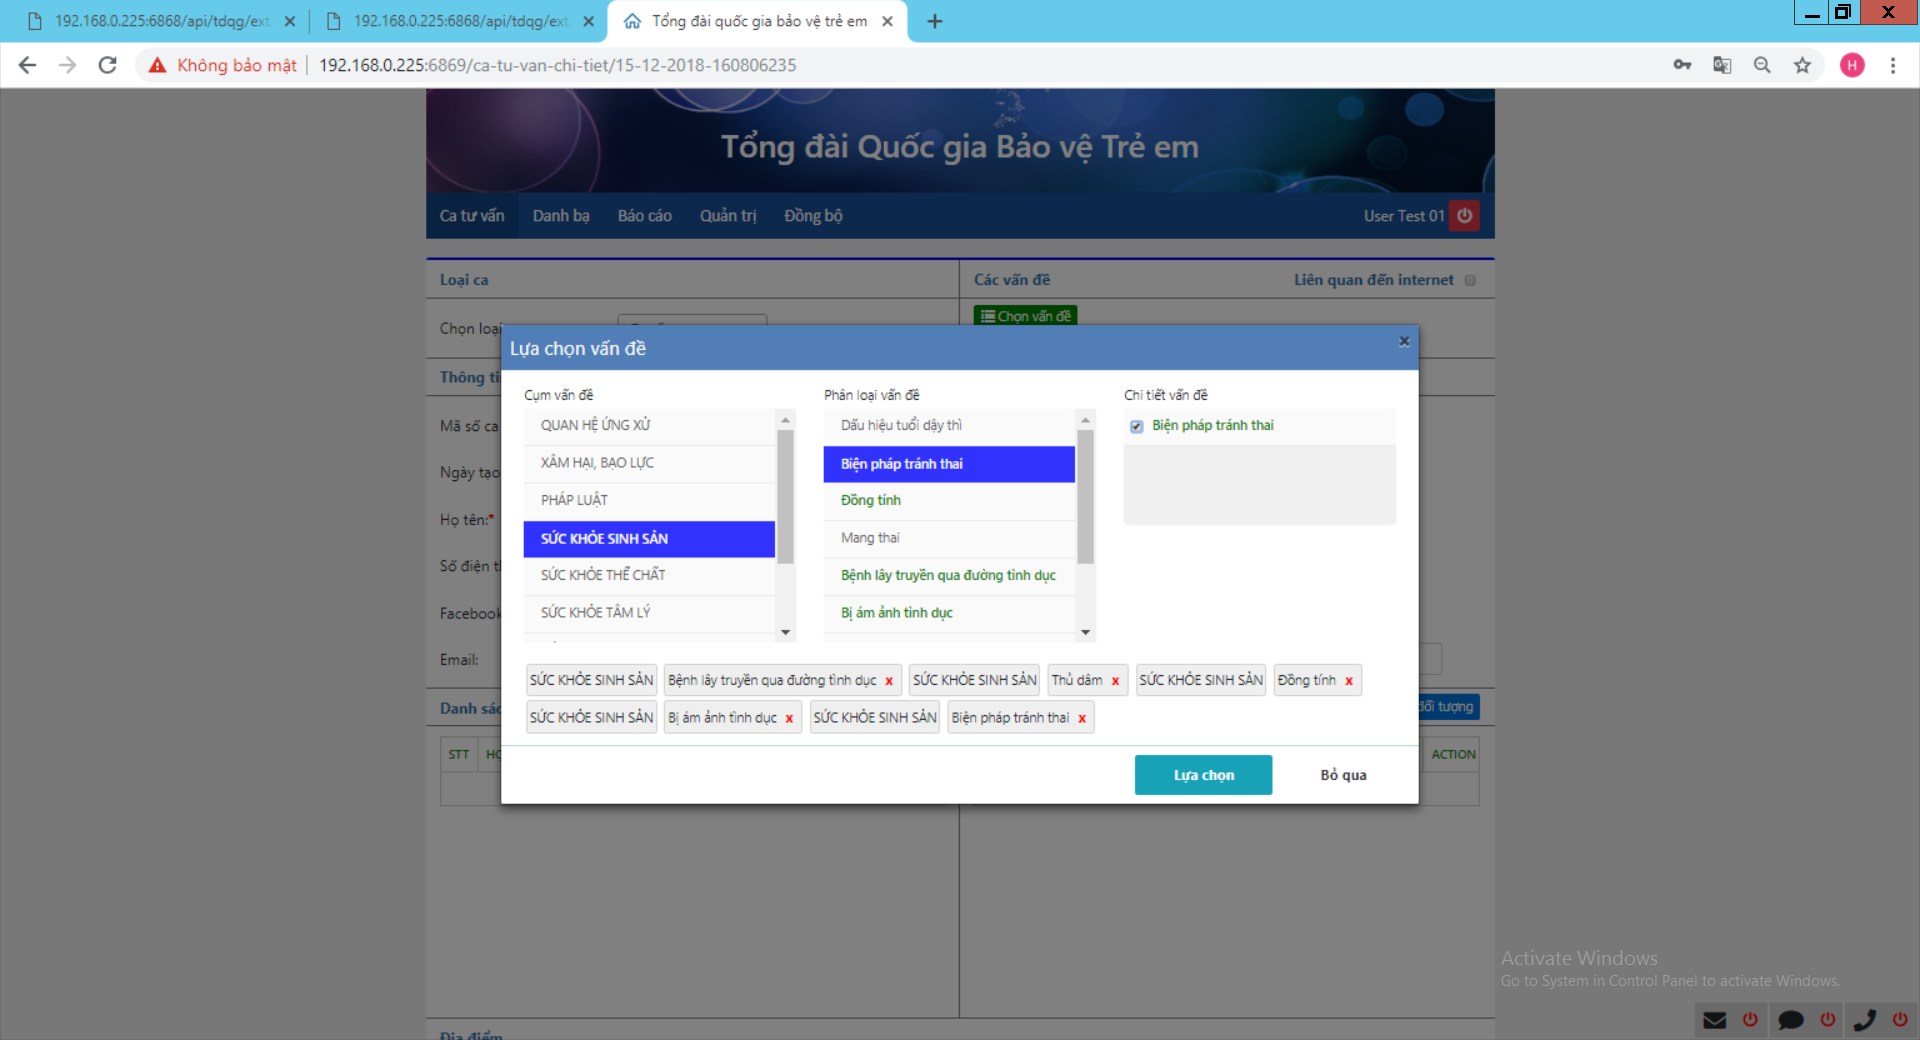 192.168.0.225:6868/api/tdqg/ext
192.168.0.225:6868/api/tdqg/ext
Tổng đài quốc gia bảo vệ trẻ em
Không bảo mật
192.168.0.225:6869/ca-tu-van-chi-tiet/15-12-2018-160806235
H
Tổng đài Quốc gia Bảo vệ Trẻ em
Ca tư vấn
Danh bạ
Báo cáo
Quản trị
Đồng bộ
User Test 01
Loại ca
Các vấn đề
Liên quan đến internet
Chọn loại
Chọn vấn đề
Lựa chọn vấn đề
Thông ti
Mã số ca
Ngày tạo
Họ tên:*
Số điện t
Facebook
Email:
Cụm vấn đề
QUAN HỆ ỨNG XỬ
XÂM HẠI, BẠO LỰC
PHÁP LUẬT
SỨC KHỎE SINH SẢN
SỨC KHỎE THỂ CHẤT
SỨC KHỎE TÂM LÝ
Phân loại vấn đề
Dấu hiệu tuổi dậy thì
Biện pháp tránh thai
Đồng tính
Mang thai
Bệnh lây truyền qua đường tình dục
Bị ám ảnh tình dục
Chi tiết vấn đề
Biện pháp tránh thai
SỨC KHỎE SINH SẢN Bệnh lây truyền qua đường tình dục x SỨC KHỎE SINH SẢN Thủ dâm x SỨC KHỎE SINH SẢN Đồng tính x
SỨC KHỎE SINH SẢN Bị ám ảnh tình dục x SỨC KHỎE SINH SẢN Biện pháp tránh thai x
Danh sác
đối tượng
STT
HỌ
ACTION
Lựa chọn
Bỏ qua
Activate Windows
Go to System in Control Panel to activate Windows.
Địa điểm